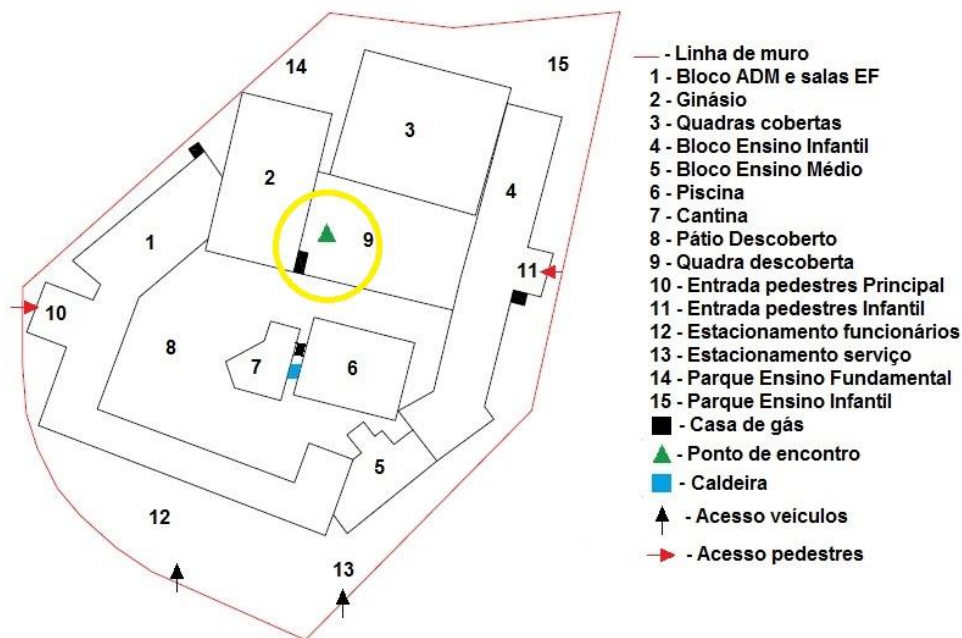 14
15
3
2
4
1
9
11
10
8
7
6
5
12
13
- Linha de muro
1 - Bloco ADM e salas EF
2 - Ginásio
3 - Quadras cobertas
4 - Bloco Ensino Infantil
5 - Bloco Ensino Médio
6 - Piscina
7 - Cantina
8 - Pátio Descoberto
9 - Quadra descoberta
10 - Entrada pedestres Principal
11 - Entrada pedestres Infantil
12 - Estacionamento funcionários
13 - Estacionamento serviço
14 - Parque Ensino Fundamental
15 - Parque Ensino Infantil
- Casa de gás
- Ponto de encontro
- Caldeira
- Acesso veículos
- Acesso pedestres